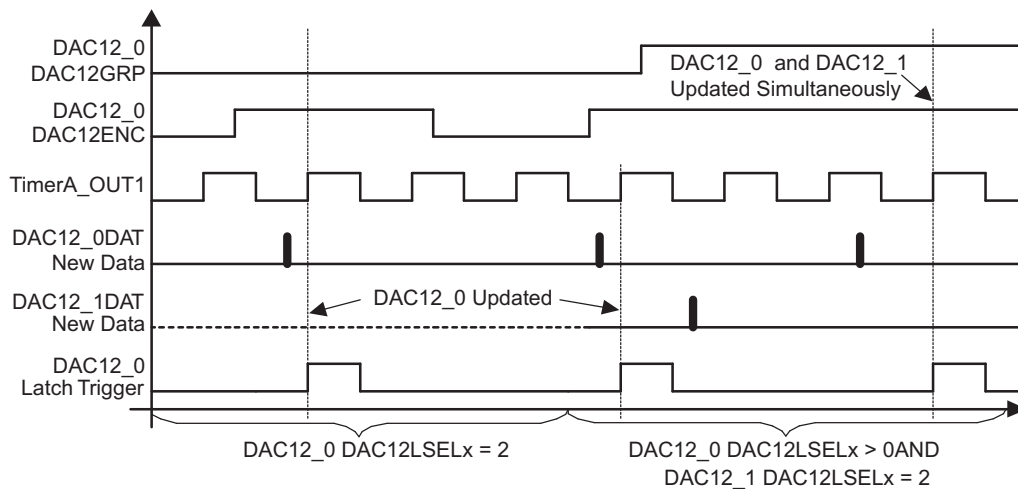 DAC12_0
DAC12GRP
DAC12_0 and DAC12_1
Updated Simultaneously
DAC12_0
DAC12ENC
TimerA_OUT1
DAC12_0DAT
New Data
DAC12_1DAT
New Data
DAC12_0 Updated
DAC12_0
Latch Trigger
DAC12_0 DAC12LSELx = 2
DAC12_0 DAC12LSELx > 0AND
DAC12_1 DAC12LSELx = 2